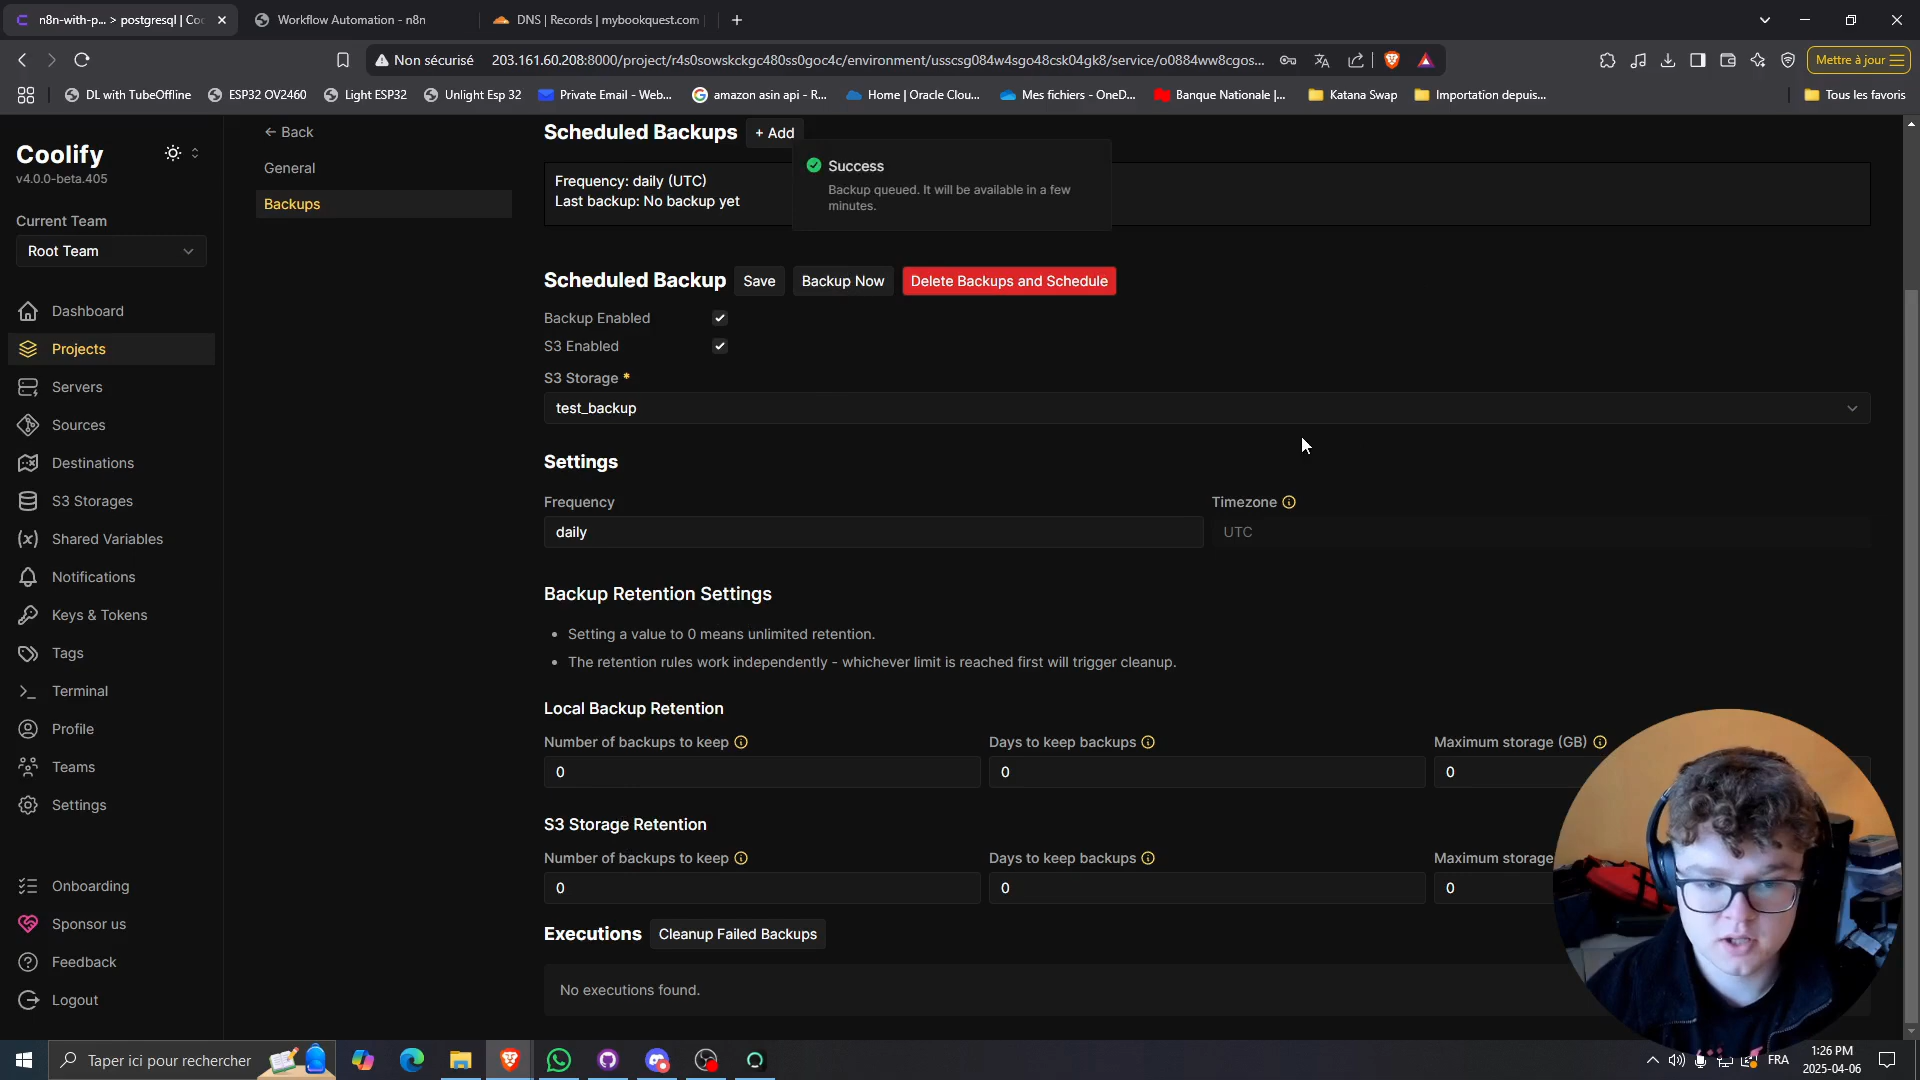 n8n-with-p... > postgresql | Co
Workflow Automation - n8n
DNS | Records | mybookquest.com
Non sécurisé
203.161.60.208:8000/project/r4s0sowskckgc480ss0goc4c/environment/usscsg084w4sgo48csk04gk8/service/o0884ww8cgos...
Mettre à jour
DL with TubeOffline
ESP32 OV2460
Light ESP32
Unlight Esp 32
Private Email - Web...
amazon asin api - R...
Home | Oracle Clou...
Mes fichiers - OneD...
Banque Nationale |...
Katana Swap
Importation depuis...
Tous les favoris
Coolify
v4.0.0-beta.405
Current Team
Root Team
Dashboard
Projects
Servers
Sources
Destinations
S3 Storages
Shared Variables
Notifications
Keys & Tokens
Tags
Terminal
Profile
Teams
Settings
Onboarding
Sponsor us
Feedback
Logout
← Back
General
Backups
Scheduled Backups
+ Add
Frequency: daily (UTC)
Last backup: No backup yet
Success
Backup queued. It will be available in a few
minutes.
Scheduled Backup
Save
Backup Now
Delete Backups and Schedule
Backup Enabled
S3 Enabled
S3 Storage *
test_backup
Settings
Frequency
Timezone
daily
UTC
Backup Retention Settings
• Setting a value to 0 means unlimited retention.
• The retention rules work independently - whichever limit is reached first will trigger cleanup.
Local Backup Retention
Number of backups to keep
Days to keep backups
Maximum storage (GB)
0
0
0
S3 Storage Retention
Number of backups to keep
Days to keep backups
Maximum storage
0
0
0
Executions
Cleanup Failed Backups
No executions found.
Taper ici pour rechercher
FRA
1:26 PM
2025-04-06